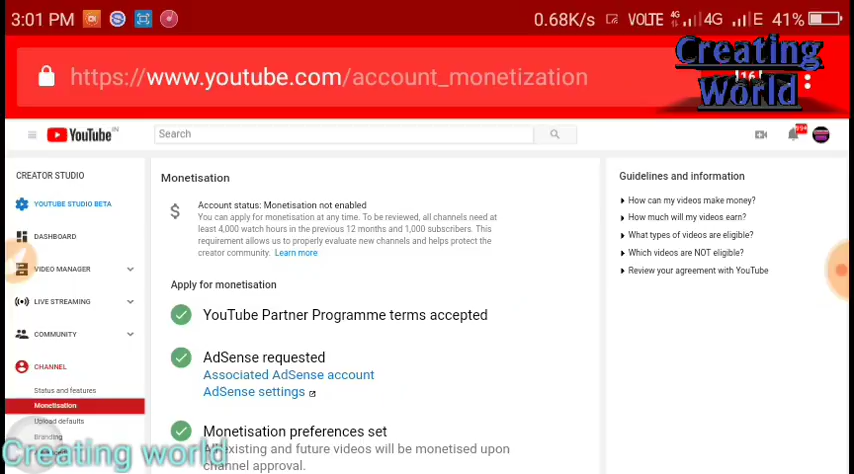 3:01 PM 0.68K/s VOLTE 4G 4G E 41%
https://www.youtube.com/account_monetization
Creating
World
16
YouTube IN
Search
CREATOR STUDIO
YOUTUBE STUDIO BETA
DASHBOARD
VIDEO MANAGER
LIVE STREAMING
COMMUNITY
CHANNEL
Status and features
Monetisation
Upload defaults
Branding
Creating world
Monetisation
$
Account status: Monetisation not enabled
You can apply for monetisation at any time. To be reviewed, all channels need at
least 4,000 watch hours in the previous 12 months and 1,000 subscribers. This
requirement allows us to properly evaluate new channels and helps protect the
creator community. Learn more
Apply for monetisation
YouTube Partner Programme terms accepted
AdSense requested
Associated AdSense account
AdSense settings
Monetisation preferences set
All existing and future videos will be monetised upon
channel approval.
Guidelines and information
How can my videos make money?
How much will my videos earn?
What types of videos are eligible?
Which videos are NOT eligible?
Review your agreement with YouTube